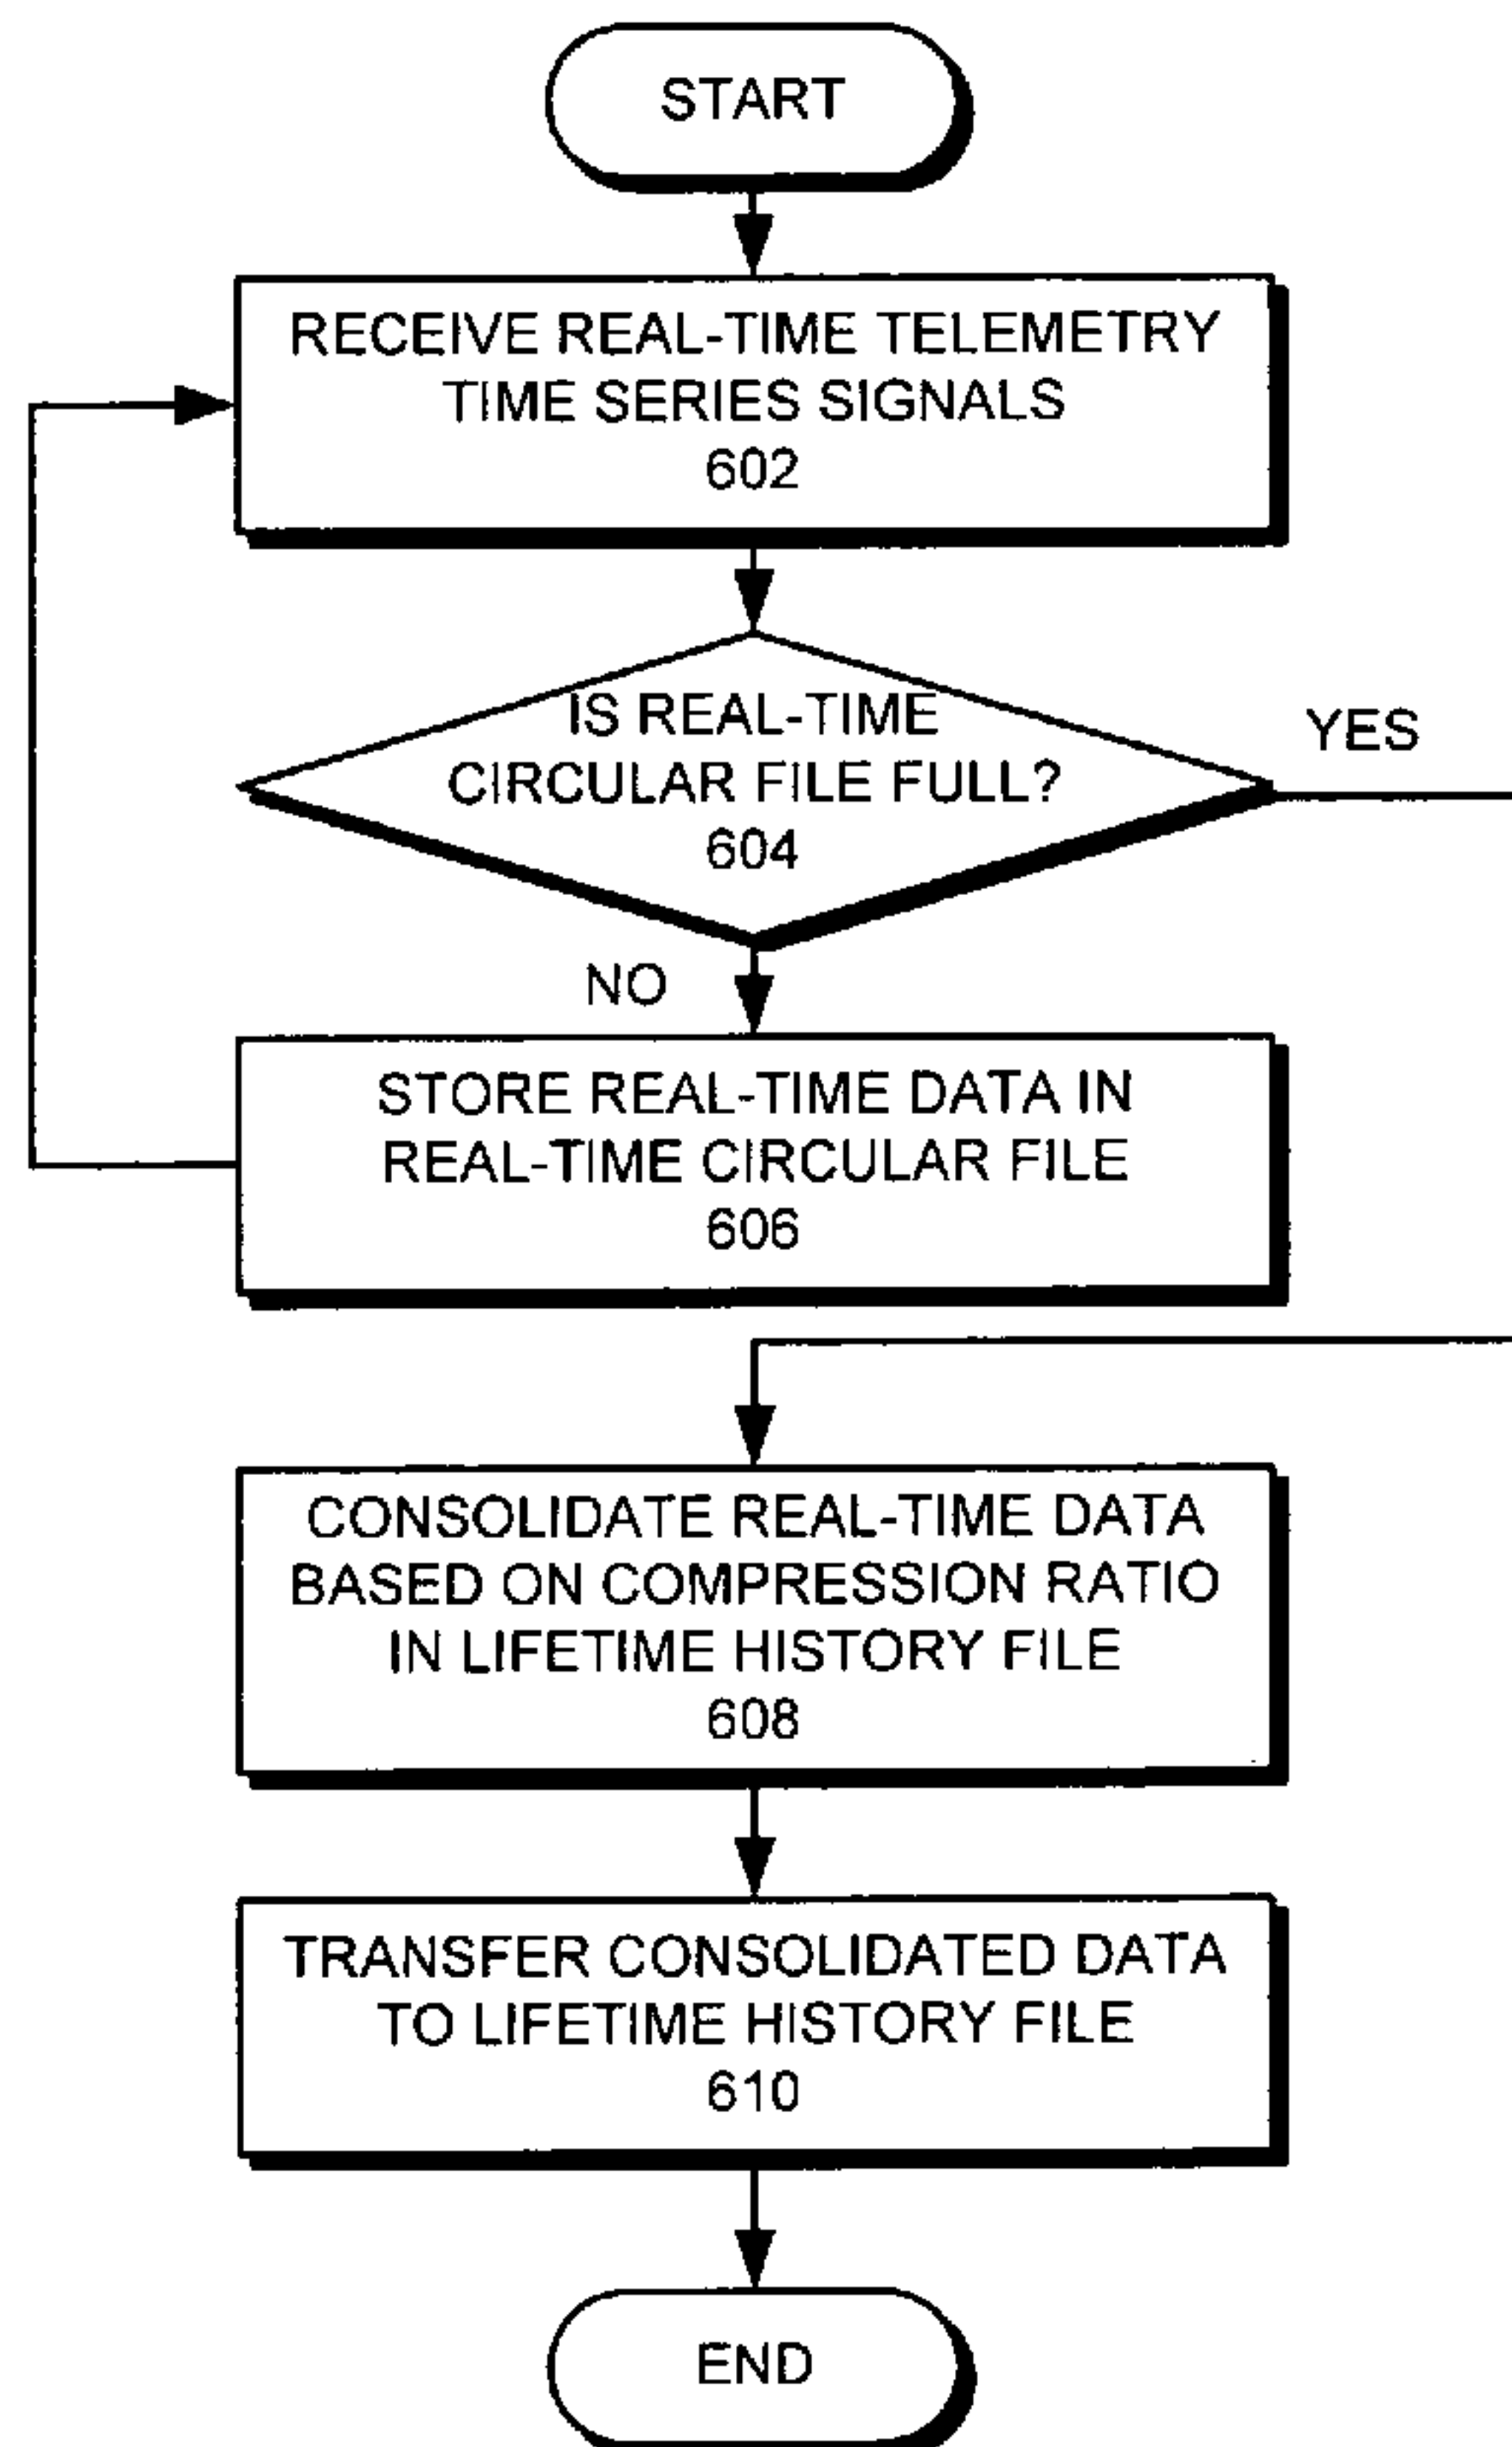 START
RECEIVE REAL-TIME TELEMETRY
TIME SERIES SIGNALS
602
IS REAL-TIME
CIRCULAR FILE FULL?
604
YES
NO
STORE REAL-TIME DATA IN
REAL-TIME CIRCULAR FILE
606
CONSOLIDATE REAL-TIME DATA
BASED ON COMPRESSION RATIO
IN LIFETIME HISTORY FILE
608
TRANSFER CONSOLIDATED DATA
TO LIFETIME HISTORY FILE
610
END